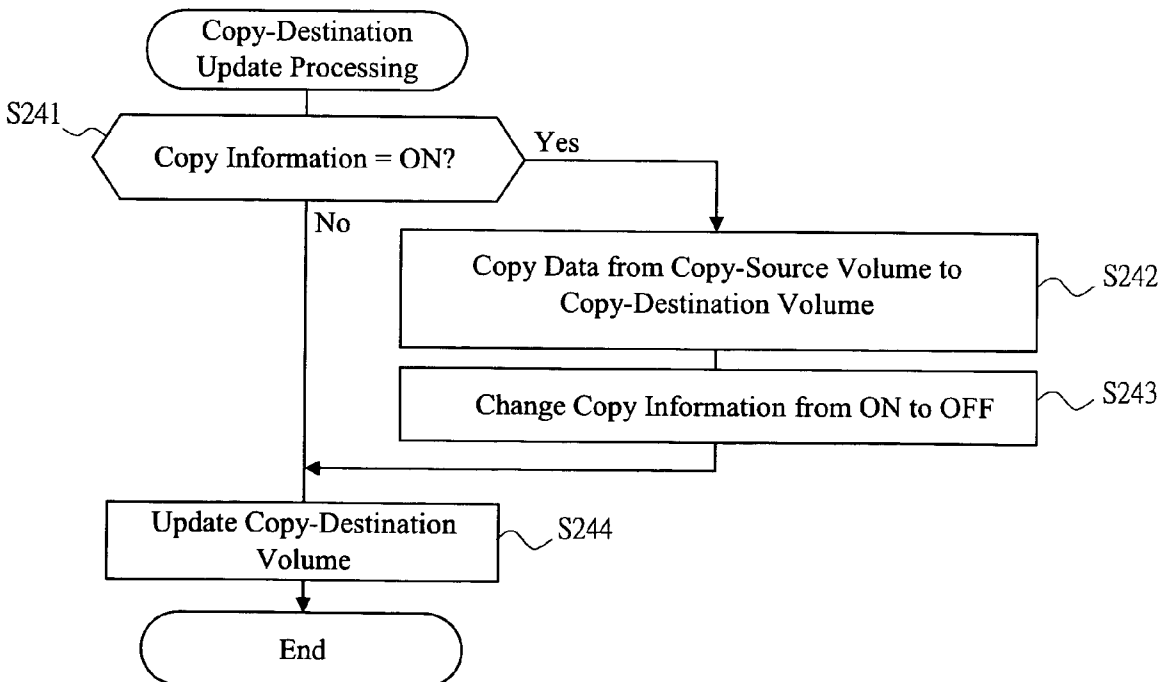 Copy-Destination
Update Processing
S241
Copy Information = ON?
Yes
No
Copy Data from Copy-Source Volume to
Copy-Destination Volume
S242
Change Copy Information from ON to OFF
S243
Update Copy-Destination
Volume
S244
End